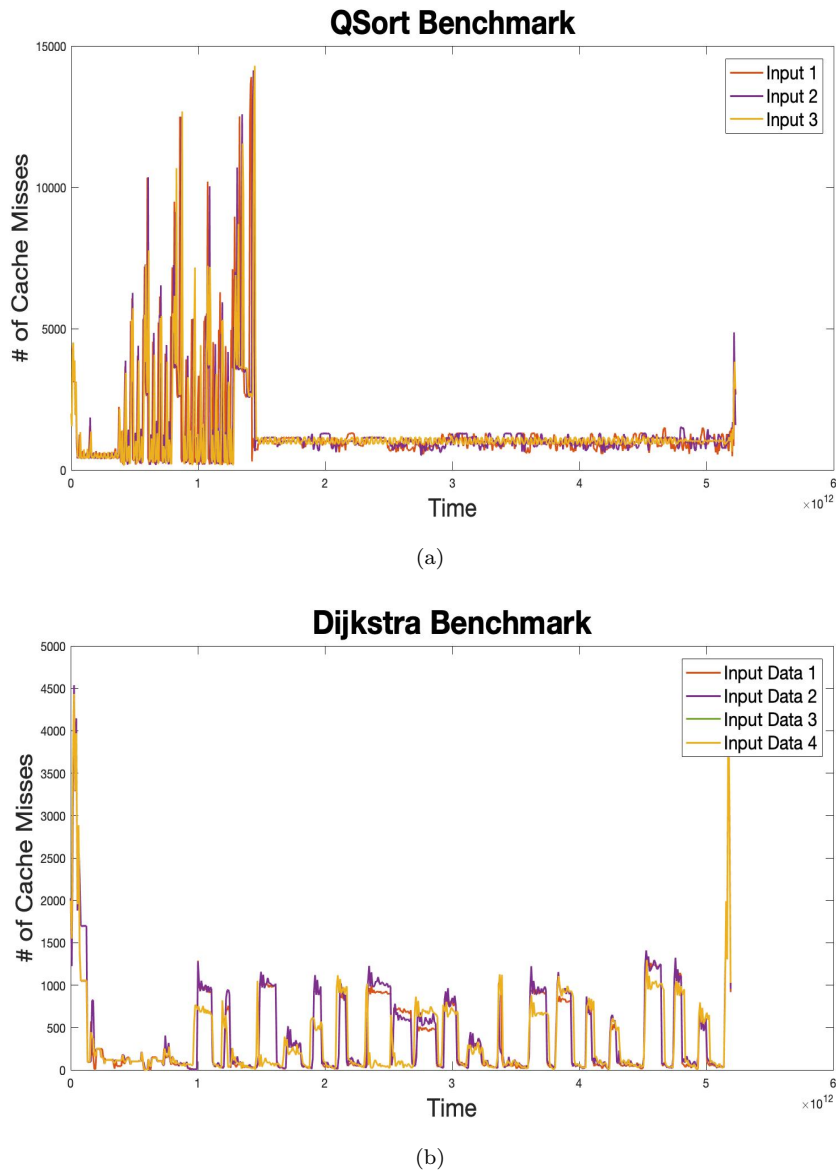 QSort Benchmark
15000
Input 1
Input 2
Input 3
10000
# of Cache Misses
5000
0
0 1 2 3 4 5 6
Time
×10^12
(a)
Dijkstra Benchmark
5000
Input Data 1
4500
Input Data 2
Input Data 3
4000
Input Data 4
3500
3000
# of Cache Misses
2500
2000
1500
1000
500
0
0 1 2 3 4 5 6
Time
×10^12
(b)